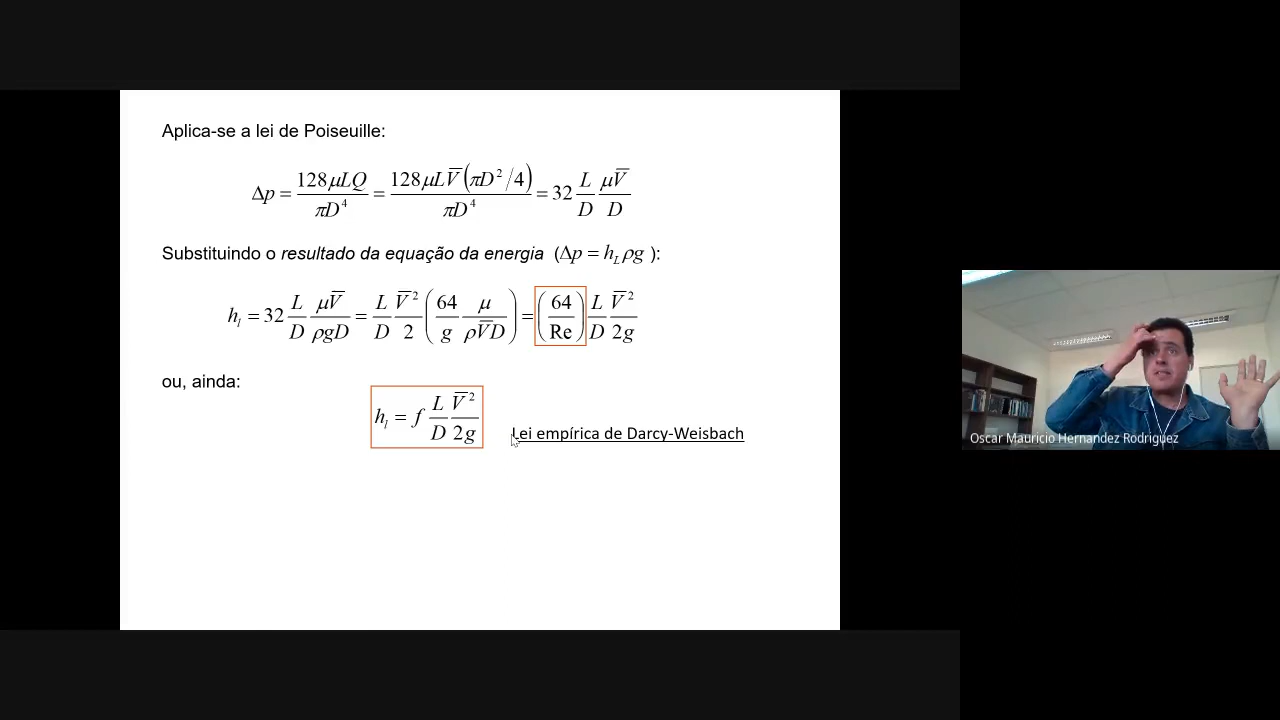 Aplica-se a lei de Poiseuille:
Δp = 128μLQ / πD⁴ = 128μLV̅(πD²/4) / πD⁴ = 32 L/D μV̅/D
Substituindo o resultado da equação da energia (Δp = h_L ρg ):
h_l = 32 L/D μV̅/ρgD = L/D V̅²/2 (64/g μ/ρV̅D) = (64/Re) L/D V̅²/2g
ou, ainda:
h_l = f L/D V̅²/2g
Lei empírica de Darcy-Weisbach
Oscar Mauricio Hernandez Rodriguez